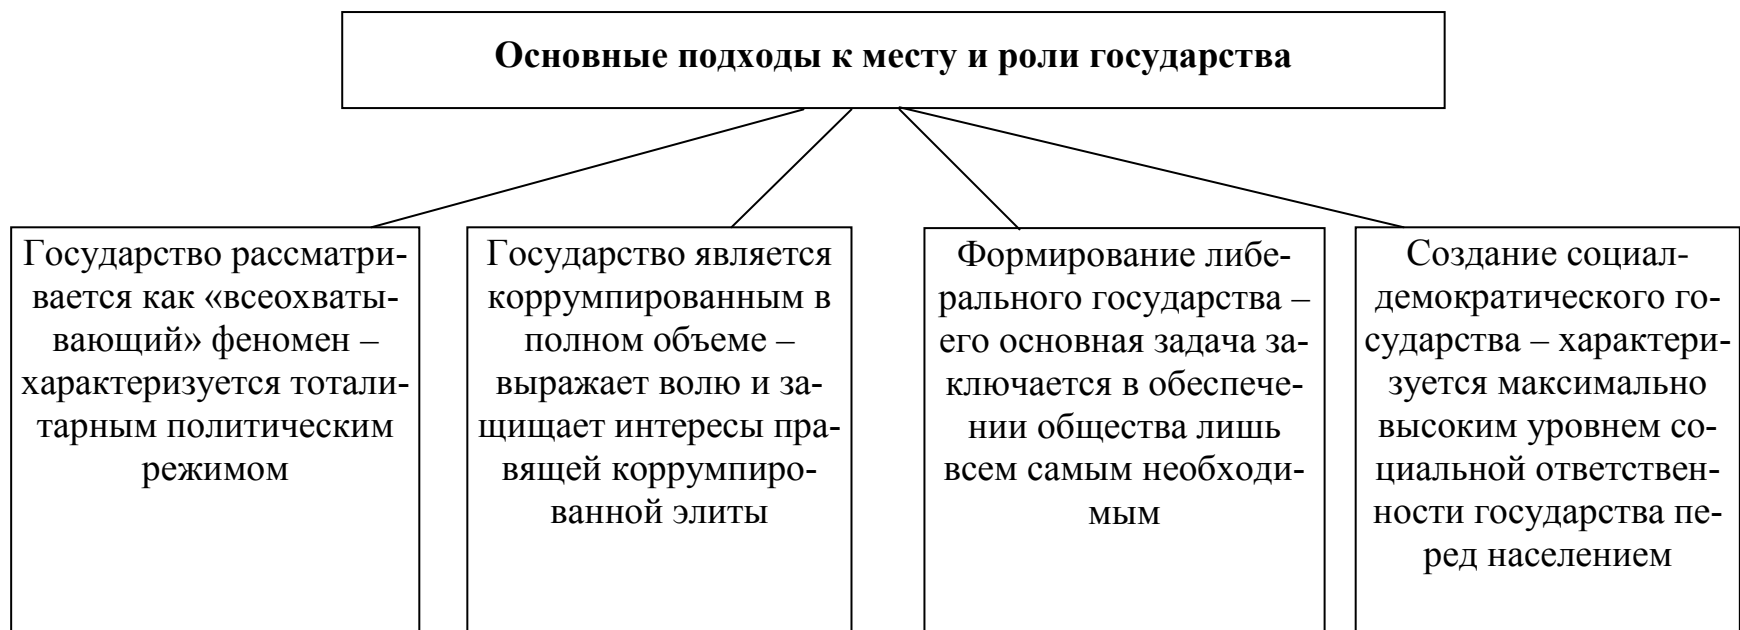 Основные подходы к месту и роли государства
Государство рассматри-
вается как «всеохваты-
вающий» феномен –
характеризуется тотали-
тарным политическим
режимом
Государство является
коррумпированным в
полном объеме –
выражает волю и за-
щищает интересы пра-
вящей коррумпиро-
ванной элиты
Формирование либе-
рального государства –
его основная задача за-
ключается в обеспече-
нии общества лишь
всем самым необходи-
мым
Создание социал-
демократического го-
сударства – характери-
зуется максимально
высоким уровнем со-
циальной ответствен-
ности государства пе-
ред населением